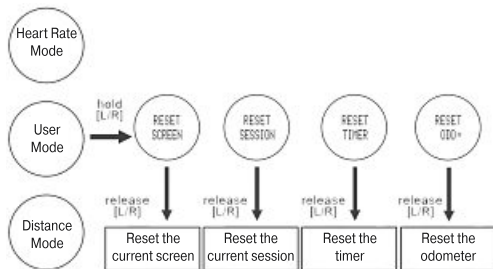 Heart Rate
Mode
hold
[L/R]
User
Mode
RESET
SCREEN
RESET
SESSION
RESET
TIMER
RESET
ODO*
release
[L/R]
release
[L/R]
release
[L/R]
release
[L/R]
Distance
Mode
Reset the
current screen
Reset the
current session
Reset the
timer
Reset the
odometer